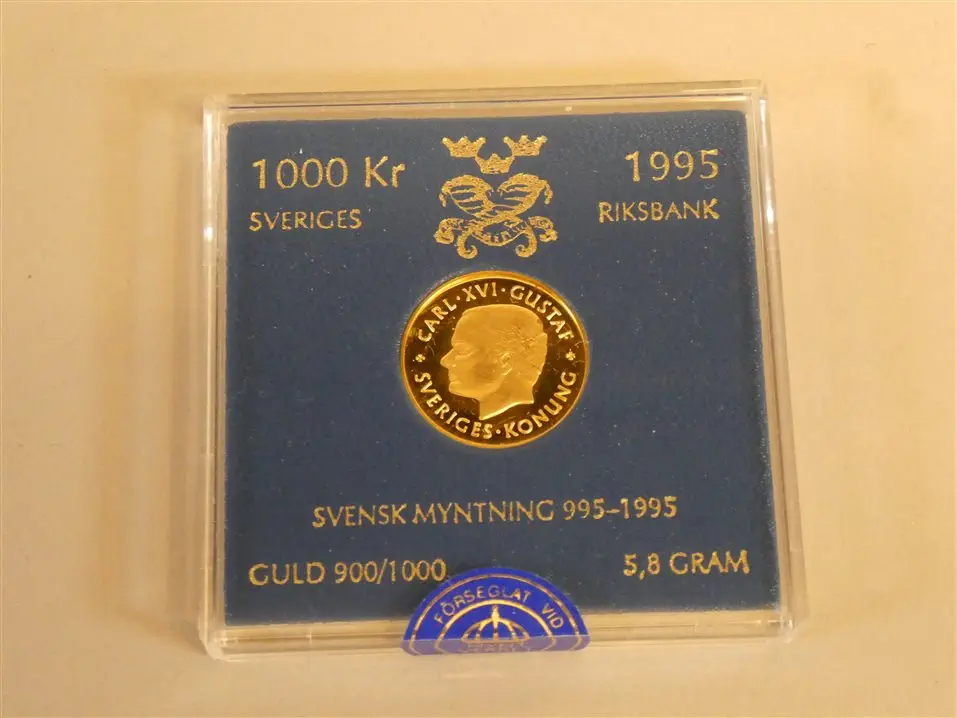 1000 Kr
1995
SVERIGES
RIKSBANK
CARL · XVI · GUSTAF
SVERIGES · KONUNG
SVENSK MYNTNING 995–1995
GULD 900/1000
5,8 GRAM
FÖRSEGLAT VID